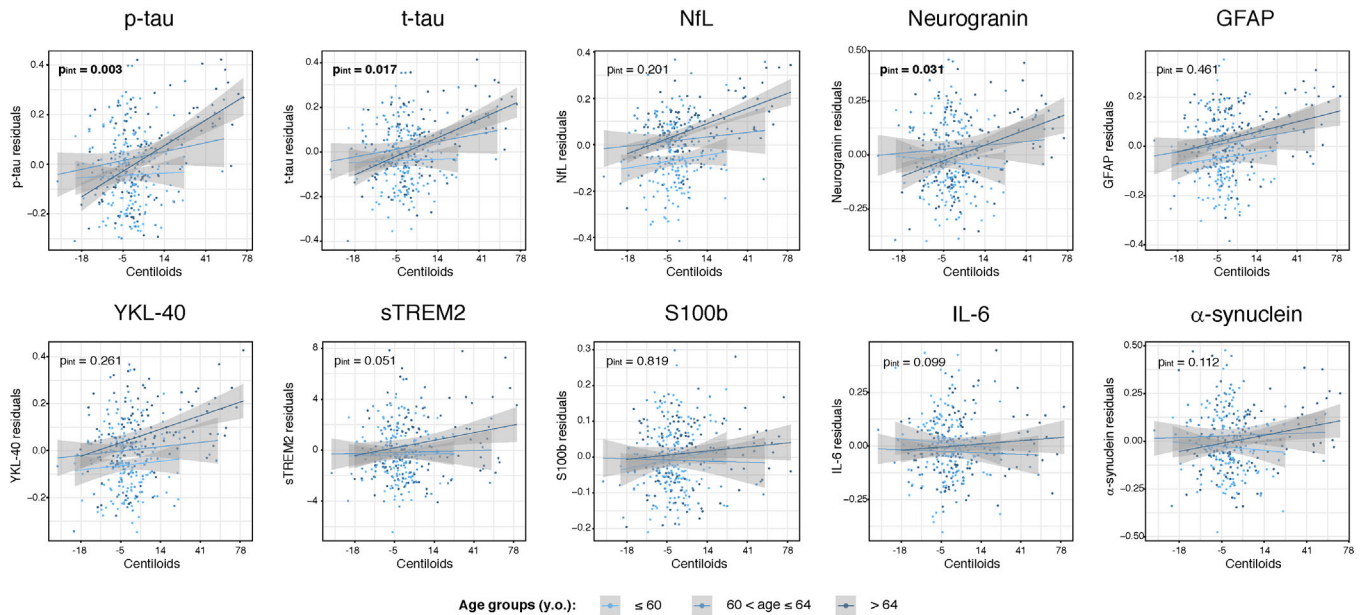 p-tau
t-tau
NfL
Neurogranin
GFAP
pint = 0.003
0.4
0.2
0.0
−0.2
p-tau residuals
-18 -5 14 41 78
Centiloids
pint = 0.017
0.4
0.2
0.0
−0.2
−0.4
t-tau residuals
-18 -5 14 41 78
Centiloids
pint = 0.201
0.4
0.2
0.0
−0.2
−0.4
NfL residuals
-18 -5 14 41 78
Centiloids
pint = 0.031
0.50
0.25
0.00
−0.25
Neurogranin residuals
-18 -5 14 41 78
Centiloids
pint = 0.461
0.4
0.2
0.0
−0.2
−0.4
GFAP residuals
-18 -5 14 41 78
Centiloids
YKL-40
sTREM2
S100b
IL-6
α-synuclein
pint = 0.261
0.4
0.2
0.0
−0.2
YKL-40 residuals
-18 -5 14 41 78
Centiloids
pint = 0.051
8
4
0
−4
sTREM2 residuals
-18 -5 14 41 78
Centiloids
pint = 0.819
0.3
0.2
0.1
0.0
−0.1
−0.2
S100b residuals
-18 -5 14 41 78
Centiloids
pint = 0.099
0.50
0.25
0.00
−0.25
IL-6 residuals
-18 -5 14 41 78
Centiloids
pint = 0.112
0.50
0.25
0.00
−0.25
−0.50
α-synuclein residuals
-18 -5 14 41 78
Centiloids
Age groups (y.o.): ≤ 60 60 < age ≤ 64 > 64